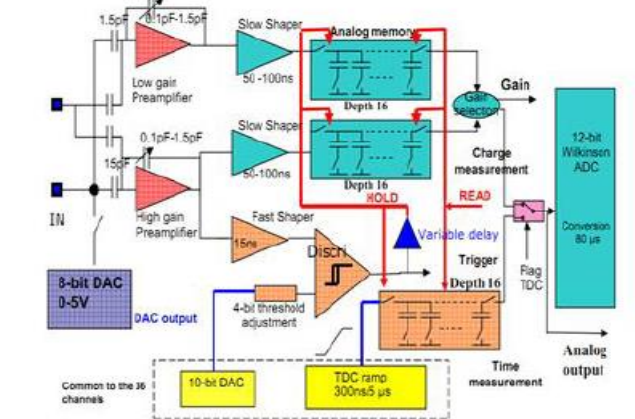 1.5pF
0.1pF-1.5pF
Low gain
Preamplifier
Slow Shaper
50 -100ns
Analog memory
Depth 16
Gain
selection
Gain
12-bit
Wilkinson
ADC
Conversion
80 µs
0.1pF-1.5pF
15pF
High gain
Preamplifier
Slow Shaper
50-100ns
Depth 16
Charge
measurement
HOLD
READ
IN
Fast Shaper
15ns
Discri
Variable delay
Trigger
Depth 16
Flag
TDC
8-bit DAC
0-5V
DAC output
4-bit threshold
adjustment
Time
measurement
Analog
output
Common to the 36
channels
10-bit DAC
TDC ramp
300ns/5 µs